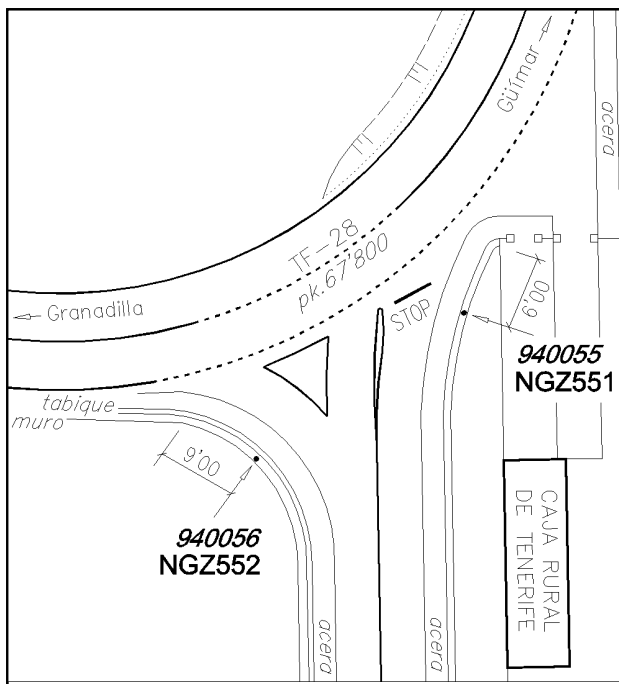 Güímar
acera
T.T
T.T
TF-28
pk.67'800
← Granadilla
STOP
6'00
940055
NGZ551
tabique
muro
9'00
940056
NGZ552
CAJA RURAL
DE TENERIFE
acera
acera